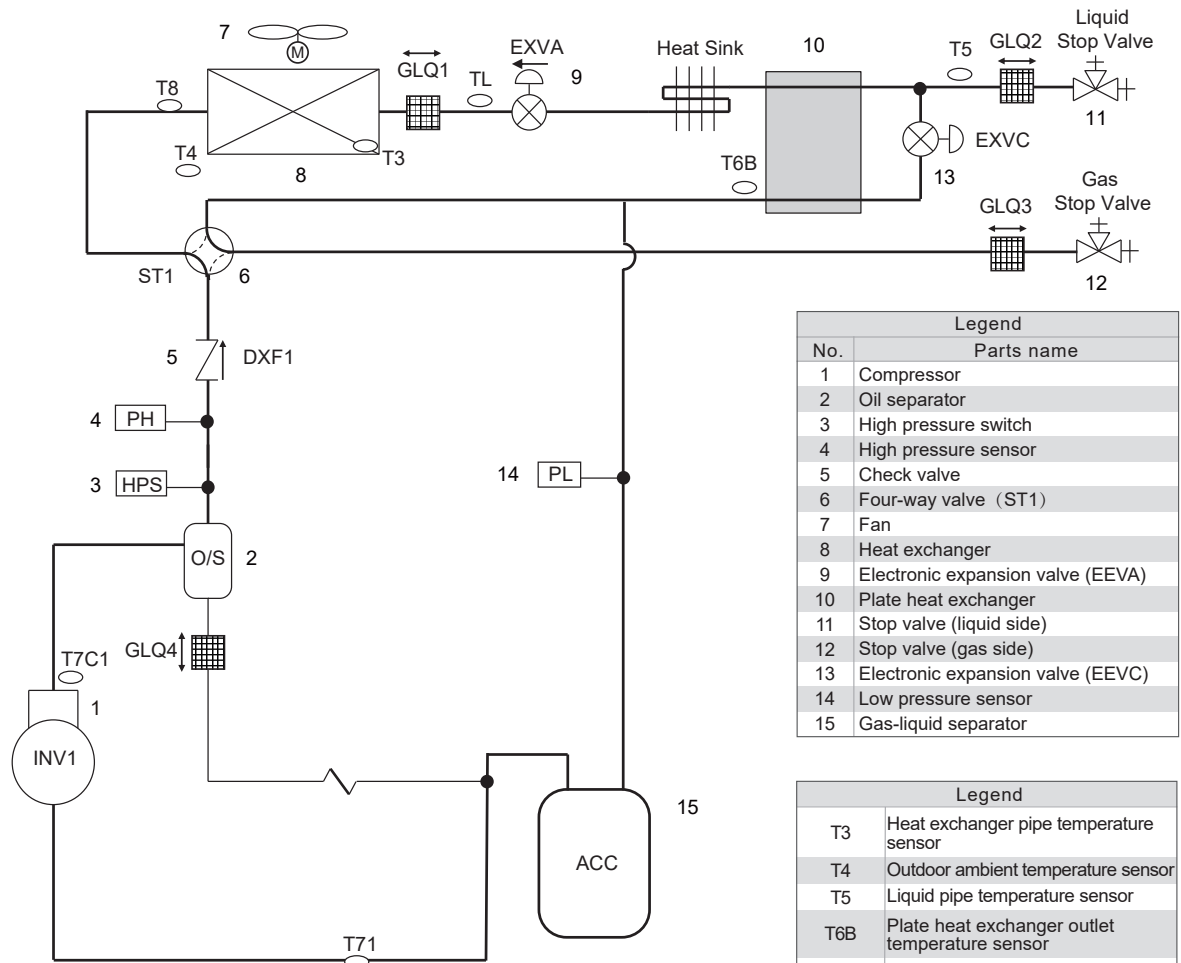 Liquid
Stop Valve
7
M
GLQ1
EXVA
9
Heat Sink
10
T5
GLQ2
T8
TL
11
T4
T3
8
T6B
EXVC
13
Gas
Stop Valve
GLQ3
ST1
6
12
5
DXF1
4
PH
3
HPS
14
PL
O/S
2
GLQ4
T7C1
1
INV1
15
ACC
T71
Legend
No. Parts name
1 Compressor
2 Oil separator
3 High pressure switch
4 High pressure sensor
5 Check valve
6 Four-way valve（ST1）
7 Fan
8 Heat exchanger
9 Electronic expansion valve (EEVA)
10 Plate heat exchanger
11 Stop valve (liquid side)
12 Stop valve (gas side)
13 Electronic expansion valve (EEVC)
14 Low pressure sensor
15 Gas-liquid separator
Legend
T3 Heat exchanger pipe temperature
sensor
T4 Outdoor ambient temperature sensor
T5 Liquid pipe temperature sensor
T6B Plate heat exchanger outlet
temperature sensor